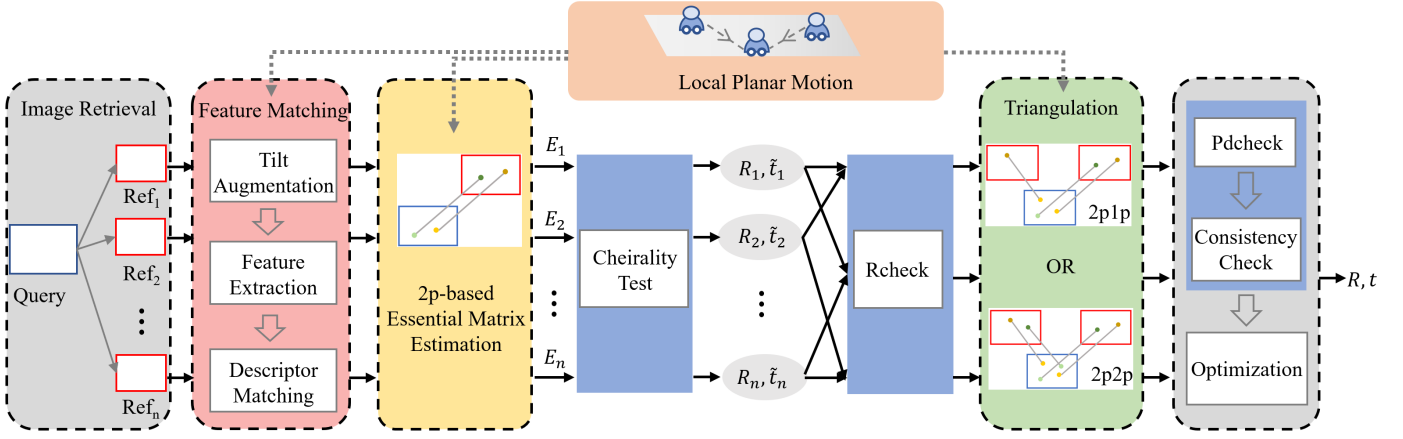 Local Planar Motion
Image Retrieval
Ref₁
Ref₂
Query
⋮
Refₙ
Feature Matching
Tilt
Augmentation
Feature
Extraction
Descriptor
Matching
2p-based
Essential Matrix
Estimation
E₁
E₂
⋮
Eₙ
Cheirality
Test
R₁, t̃₁
R₂, t̃₂
⋮
Rₙ, t̃ₙ
Rcheck
Triangulation
2p1p
OR
2p2p
Pdcheck
Consistency
Check
Optimization
R, t